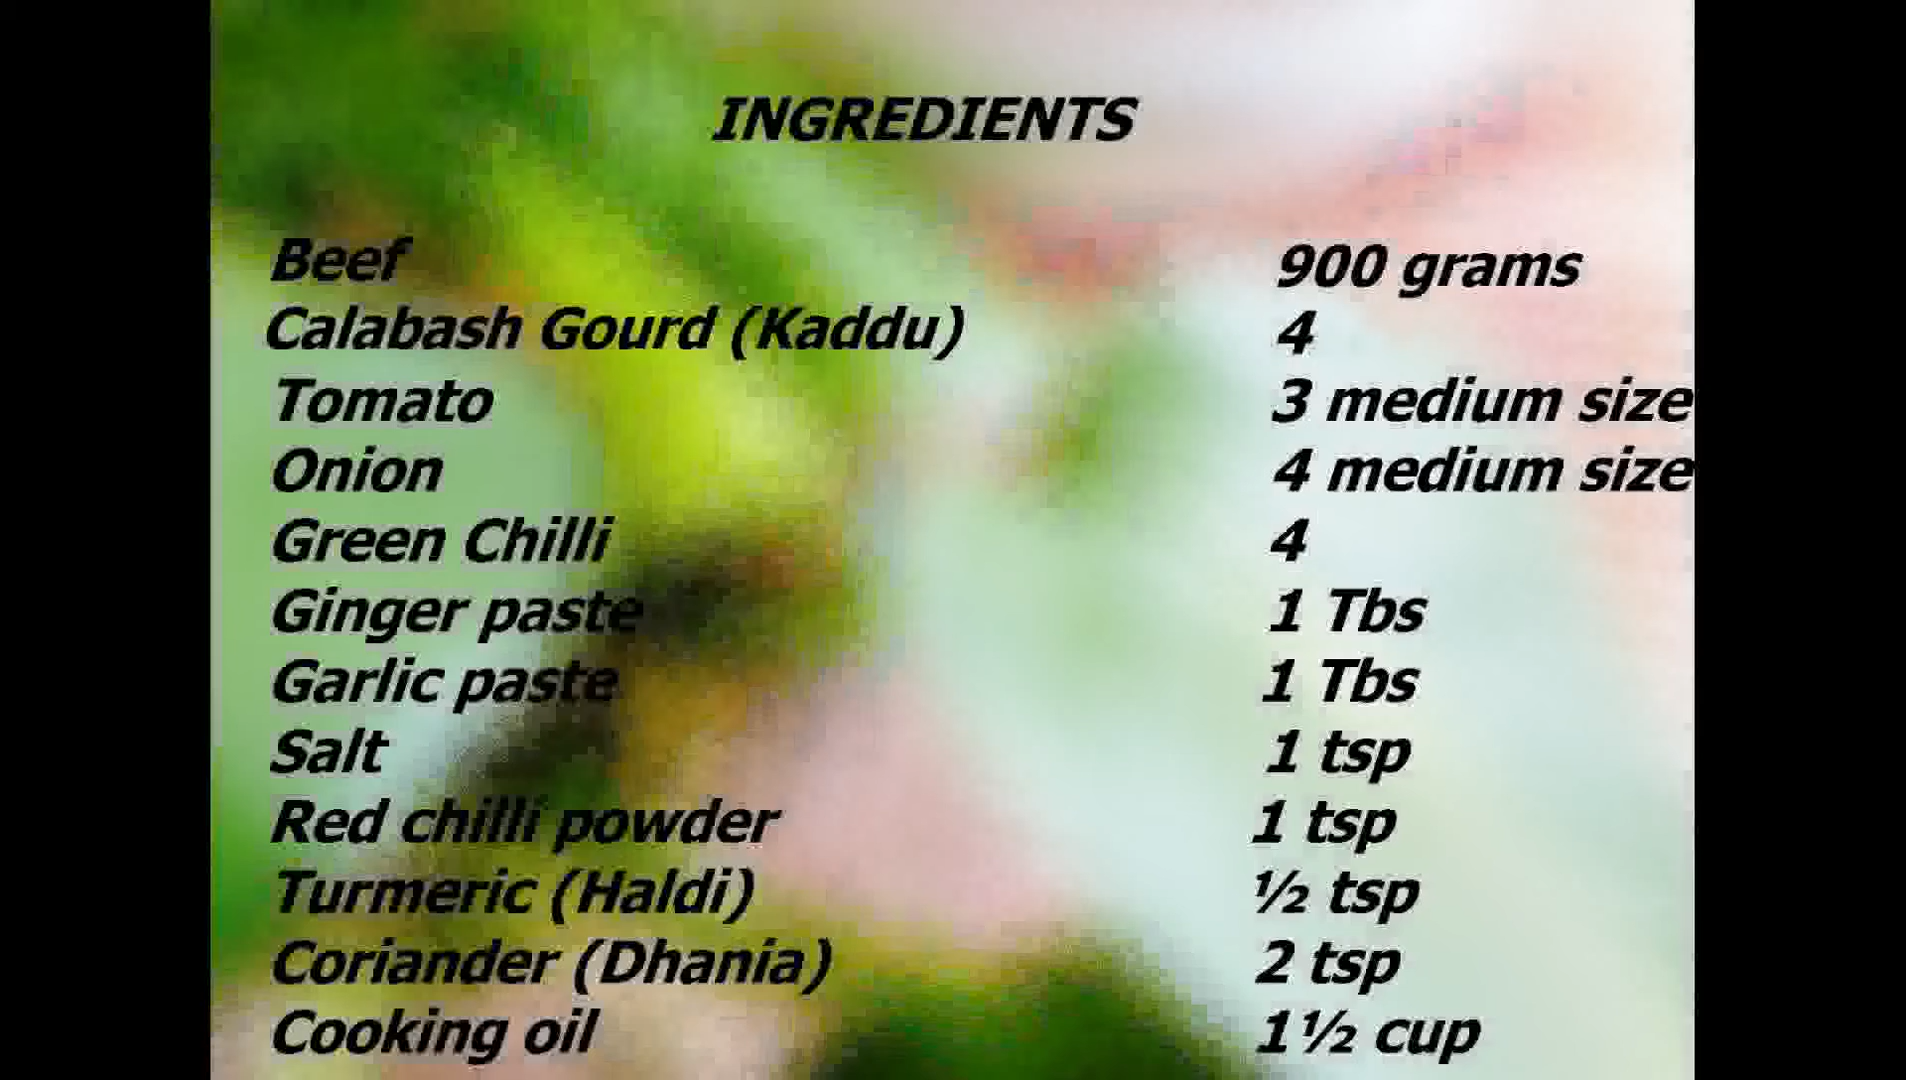 INGREDIENTS
Beef 900 grams
Calabash Gourd (Kaddu) 4
Tomato 3 medium size
Onion 4 medium size
Green Chilli 4
Ginger paste 1 Tbs
Garlic paste 1 Tbs
Salt 1 tsp
Red chilli powder 1 tsp
Turmeric (Haldi) ½ tsp
Coriander (Dhania) 2 tsp
Cooking oil 1½ cup